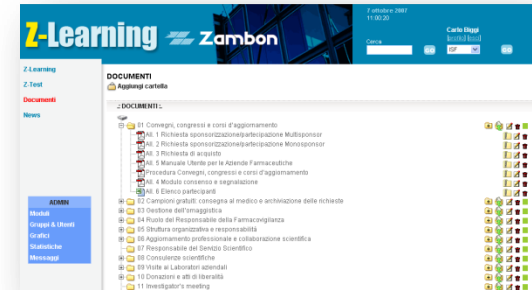 Z-Learning
Zambon
7 ottobre 2007
11:00:20
Cerca
GO
Carlo Biggi
ISF
GO
Z-Learning
Z-Test
Documenti
News
DOCUMENTI
Aggiungi cartella
.: DOCUMENTI :.
01 Convegni, congressi e corsi d'aggiornamento
All. 1 Richiesta sponsorizzazione/partecipazione Multisponsor
All. 2 Richiesta sponsorizzazione/partecipazione Monosponsor
All. 3 Richiesta di acquisto
All. 5 Manuale Utente per le Aziende Farmaceutiche
Procedura Convegni, congressi e corsi d'aggiornamento
All. 4 Modulo consenso e segnalazione
All. 6 Elenco partecipanti
02 Campioni gratuiti: consegna al medico e archiviazione delle richieste
03 Gestione dell'omaggistica
04 Ruolo del Responsabile della Farmacovigilanza
05 Struttura organizzativa e responsabilità
06 Aggiornamento professionale e collaborazione scientifica
07 Responsabile del Servizio Scientifico
08 Consulenze scientifiche
09 Visite ai Laboratori aziendali
10 Donazioni e atti di liberalità
11 Investigator's meeting
ADMIN
Moduli
Gruppi & Utenti
Grafici
Statistiche
Messaggi